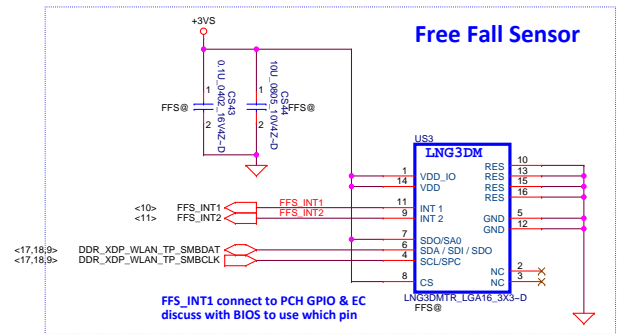 Free Fall Sensor
+3VS
1
2
CS43
0.1U_0402_16V4Z~D
FFS@
1
2
CS44
10U_0805_10V4Z~D
FFS@
US3
LNG3DM
1 VDD_IO
14 VDD
11 INT 1
9 INT 2
7 SDO/SA0
6 SDA / SDI / SDO
4 SCL/SPC
8 CS
RES 10
RES 13
RES 15
RES 16
GND 5
GND 12
NC 2
NC 3
<10> FFS_INT1 FFS_INT1
<11> FFS_INT2 FFS_INT2
<17,18,9> DDR_XDP_WLAN_TP_SMBDAT
<17,18,9> DDR_XDP_WLAN_TP_SMBCLK
LNG3DMTR_LGA16_3X3~D
FFS@
FFS_INT1 connect to PCH GPIO & EC
discuss with BIOS to use which pin